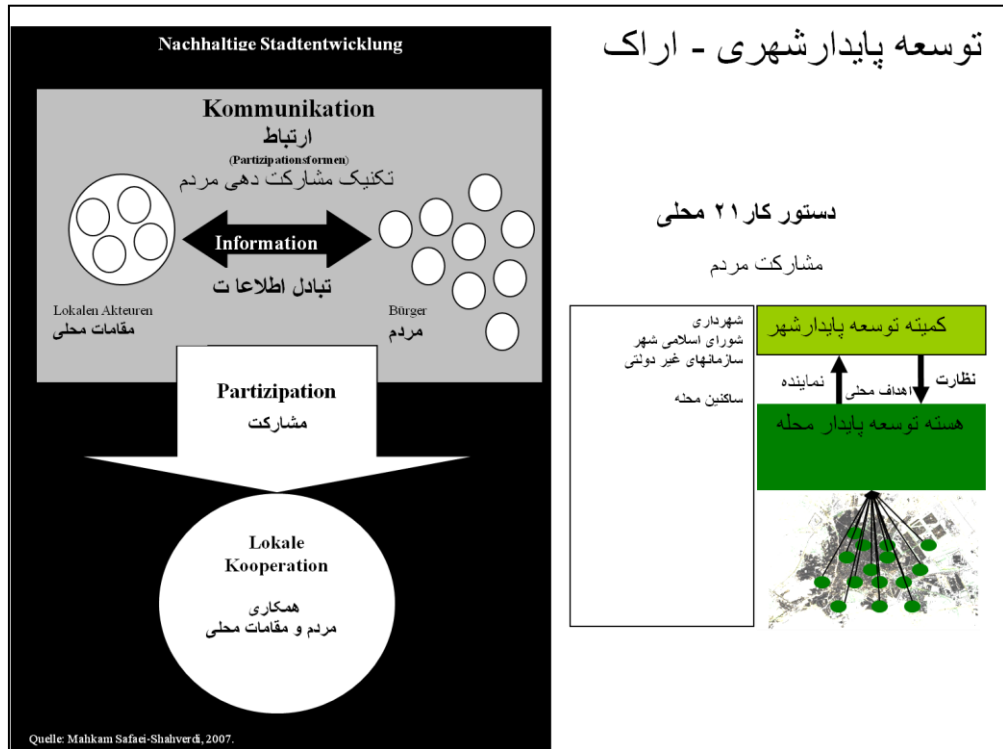 Nachhaltige Stadtentwicklung
Kommunikation
ارتباط
(Partizipationsformen)
تکنیک مشارکت دهی مردم
Information
تبادل اطلاعا ت
Lokalen Akteuren
مقامات محلی
Bürger
مردم
Partizipation
مشارکت
Lokale
Kooperation
همکاری
مردم و مقامات محلی
Quelle: Mahkam Safaei-Shahverdi, 2007.
توسعه پایدارشهری - اراک
دستور کار۲۱ محلی
مشارکت مردم
شهرداری
شورای اسلامی شهر
سازمانهای غیر دولتی
ساکنین محله
کمیته توسعه پایدارشهر
نظارت
اهداف محلی
نماینده
هسته توسعه پایدار محله